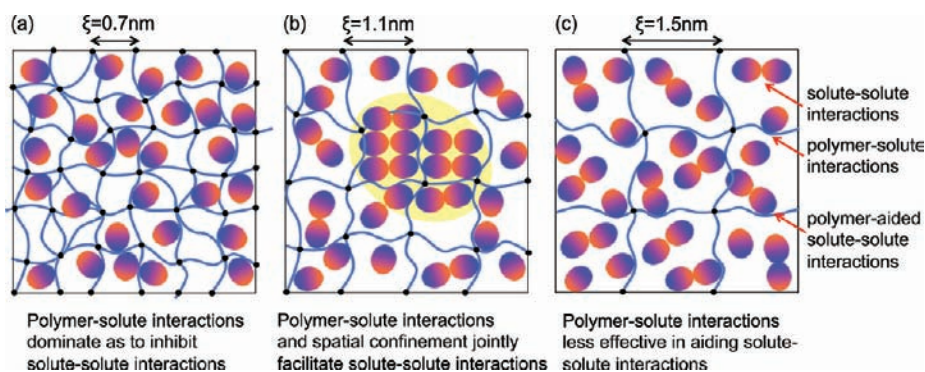 (a)
ξ=0.7nm
(b)
ξ=1.1nm
(c)
ξ=1.5nm
solute-solute
interactions
polymer-solute
interactions
polymer-aided
solute-solute
interactions
Polymer-solute interactions
dominate as to inhibit
solute-solute interactions
Polymer-solute interactions
and spatial confinement jointly
facilitate solute-solute interactions
Polymer-solute interactions
less effective in aiding solute-
solute interactions